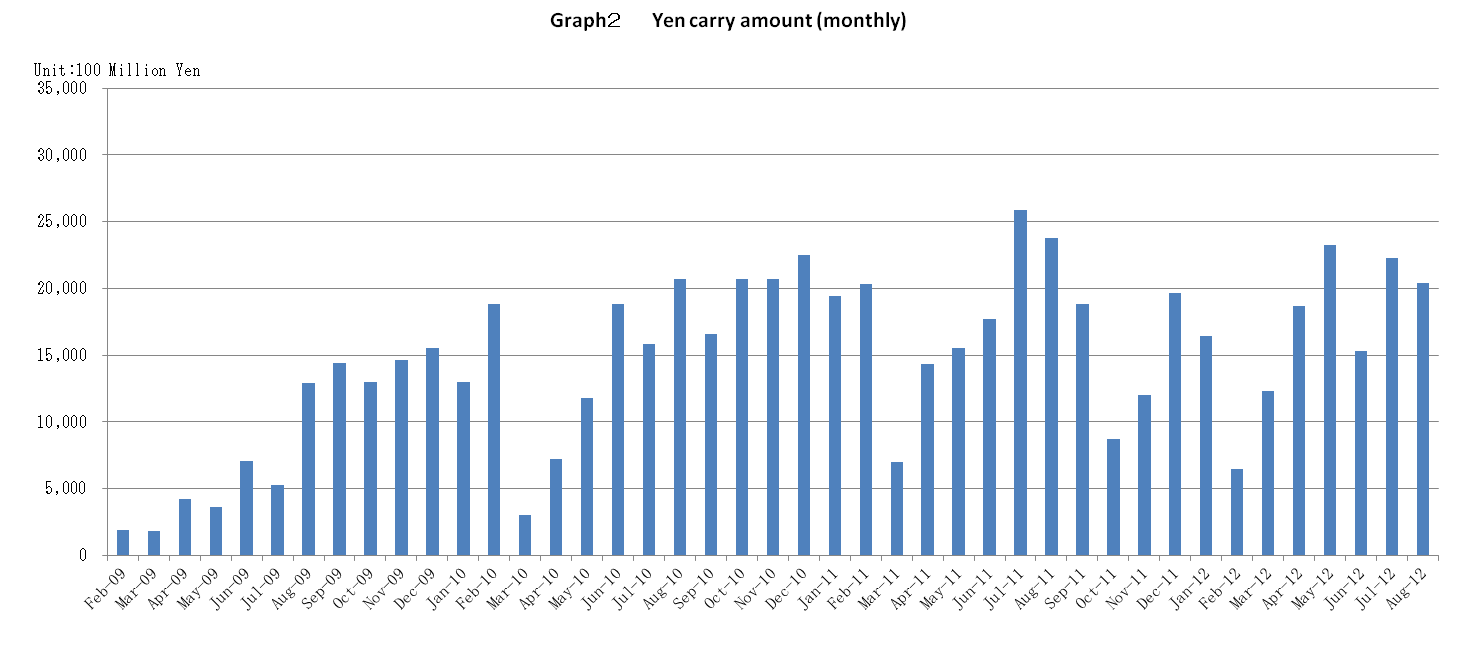 Graph２ Yen carry amount (monthly)
Unit:100 Million Yen
35,000
30,000
25,000
20,000
15,000
10,000
5,000
0
Feb-09 Mar-09 Apr-09 May-09 Jun-09 Jul-09 Aug-09 Sep-09 Oct-09 Nov-09 Dec-09 Jan-10 Feb-10 Mar-10 Apr-10 May-10 Jun-10 Jul-10 Aug-10 Sep-10 Oct-10 Nov-10 Dec-10 Jan-11 Feb-11 Mar-11 Apr-11 May-11 Jun-11 Jul-11 Aug-11 Sep-11 Oct-11 Nov-11 Dec-11 Jan-12 Feb-12 Mar-12 Apr-12 May-12 Jun-12 Jul-12 Aug-12